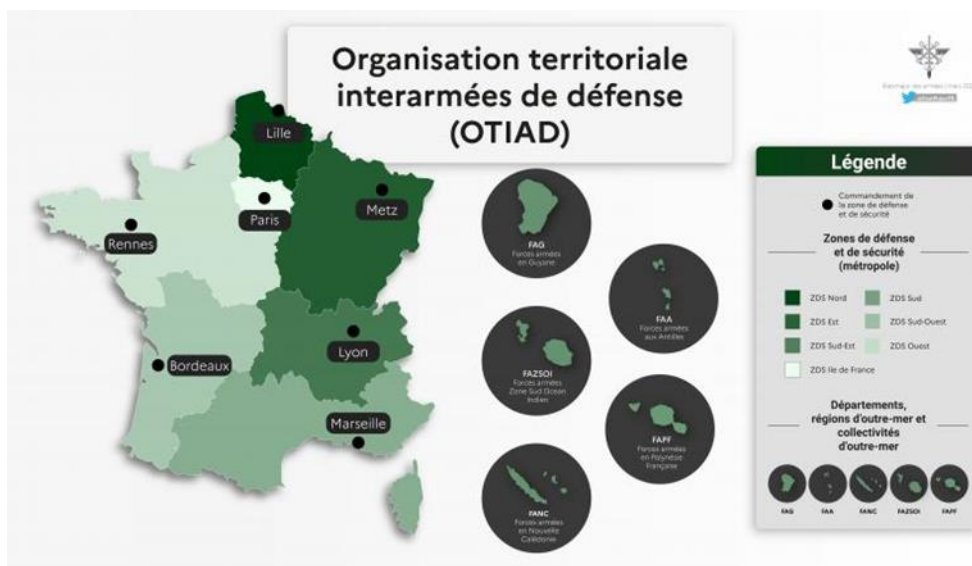 Organisation territoriale
interarmées de défense
(OTIAD)
Lille
Paris
Metz
Rennes
Lyon
Bordeaux
Marseille
FAG
Forces armées
en Guyane
FAA
Forces armées
aux Antilles
FAZSOI
Forces armées
Zone Sud Ocean
Indien
FAPF
Forces armées
en Polynésie
Française
FANC
Forces armées
en Nouvelle
Calédonie
Légende
Commandement de
la zone de défense
et de sécurité
Zones de défense
et de sécurité
(métropole)
ZDS Nord
ZDS Sud
ZDS Est
ZDS Sud-Ouest
ZDS Sud-Est
ZDS Ouest
ZDS Ile de France
Départements,
régions d'outre-mer et
collectivités
d'outre-mer
FAG
FAA
FANC
FAZSOI
FAPF